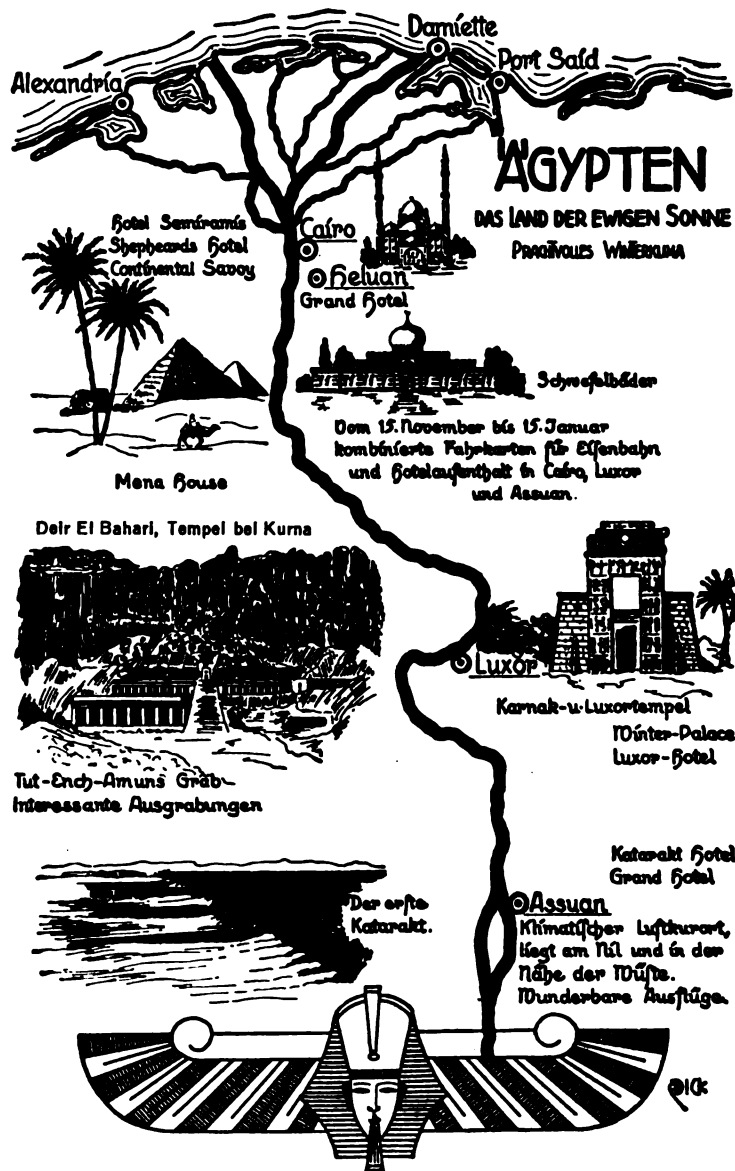 Damiette
Port Said
Alexandria
ÄGYPTEN
DAS LAND DER EWIGEN SONNE
PRACHTVOLLES WINTERKLIMA
Hotel Semiramis
Shepheards Hotel
Continental Savoy
Cairo
Heluan
Grand Hotel
Schwefelbäder
Vom 15. November bis 15. Januar
kombinierte Fahrkarten für Eisenbahn
und Hotelaufenthalt in Cairo, Luxor
und Assuan.
Mena House
Deir El Bahari, Tempel bei Kurna
Luxor
Karnak-u-Luxortempel
Winter-Palace
Luxor-Hotel
Tut-Ench-Amuns Grab
Interessante Ausgrabungen
Katarakt Hotel
Grand Hotel
Der erste
Katarakt.
Assuan
Klimatischer Luftkurort,
liegt am Nil und in der
Nähe der Wüste.
Wunderbare Ausflüge.
DICK